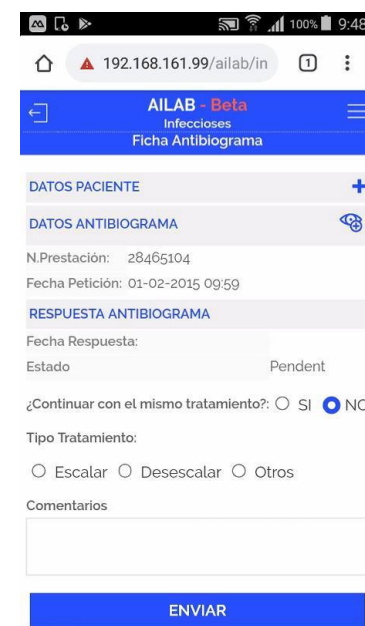 100% 9:48
192.168.161.99/ailab/in 1
AILAB - Beta
Infeccioses
Ficha Antibiograma
DATOS PACIENTE
DATOS ANTIBIOGRAMA
N.Prestación: 28465104
Fecha Petición: 01-02-2015 09:59
RESPUESTA ANTIBIOGRAMA
Fecha Respuesta:
Estado Pendent
¿Continuar con el mismo tratamiento?: SI NO
Tipo Tratamiento:
Escalar Desescalar Otros
Comentarios
ENVIAR